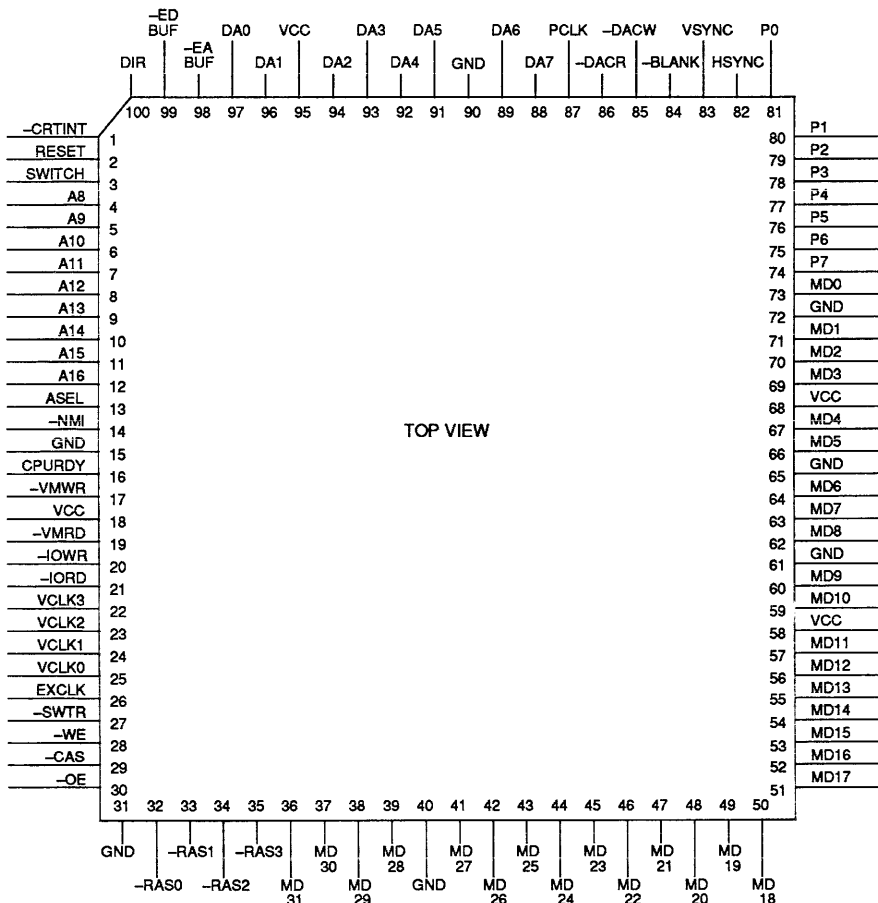 –ED BUF DA0 VCC DA3 DA5 DA6 PCLK –DACW VSYNC P0
DIR –EA BUF DA1 DA2 DA4 GND DA7 –DACR –BLANK HSYNC
100 99 98 97 96 95 94 93 92 91 90 89 88 87 86 85 84 83 82 81
–CRTINT 1 80 P1
RESET 2 79 P2
SWITCH 3 78 P3
A8 4 77 P4
A9 5 76 P5
A10 6 75 P6
A11 7 74 P7
A12 8 73 MD0
A13 9 72 GND
A14 10 71 MD1
A15 11 70 MD2
A16 12 69 MD3
ASEL 13 68 VCC
–NMI 14 67 MD4
TOP VIEW
GND 15 66 MD5
CPURDY 16 65 GND
–VMWR 17 64 MD6
VCC 18 63 MD7
–VMRD 19 62 MD8
–IOWR 20 61 GND
–IORD 21 60 MD9
VCLK3 22 59 MD10
VCLK2 23 58 VCC
VCLK1 24 57 MD11
VCLK0 25 56 MD12
EXCLK 26 55 MD13
–SWTR 27 54 MD14
–WE 28 53 MD15
–CAS 29 52 MD16
–OE 30 51 MD17
31 32 33 34 35 36 37 38 39 40 41 42 43 44 45 46 47 48 49 50
GND –RAS1 –RAS3 MD 30 MD 28 MD 27 MD 25 MD 23 MD 21 MD 19
–RAS0 –RAS2 MD 31 MD 29 GND MD 26 MD 24 MD 22 MD 20 MD 18